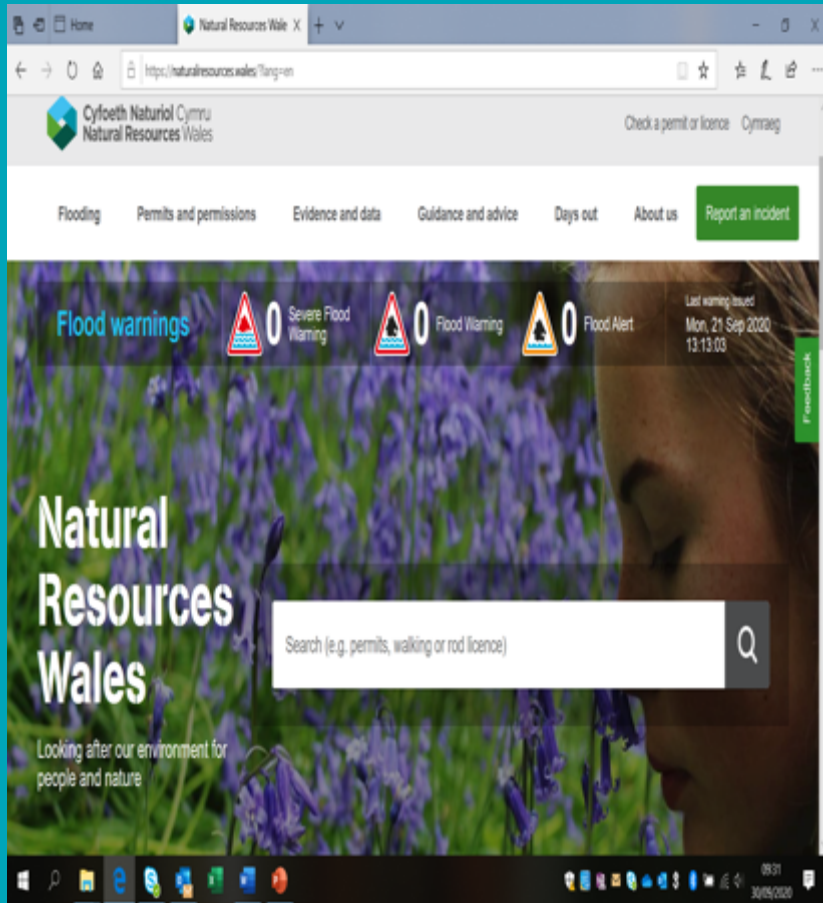 Home
Natural Resources Wale
https://naturalresources.wales/?lang=en
Cyfoeth Naturiol Cymru
Natural Resources Wales
Check a permit or licence Cymraeg
Flooding Permits and permissions Evidence and data Guidance and advice Days out About us Report an incident
Flood warnings
0 Severe Flood Warning
0 Flood Warning
0 Flood Alert
Last warning issued
Mon, 21 Sep 2020
13:13:03
Feedback
Natural
Resources
Wales
Search (e.g. permits, walking or rod licence)
Looking after our environment for
people and nature
09:31
30/09/2020